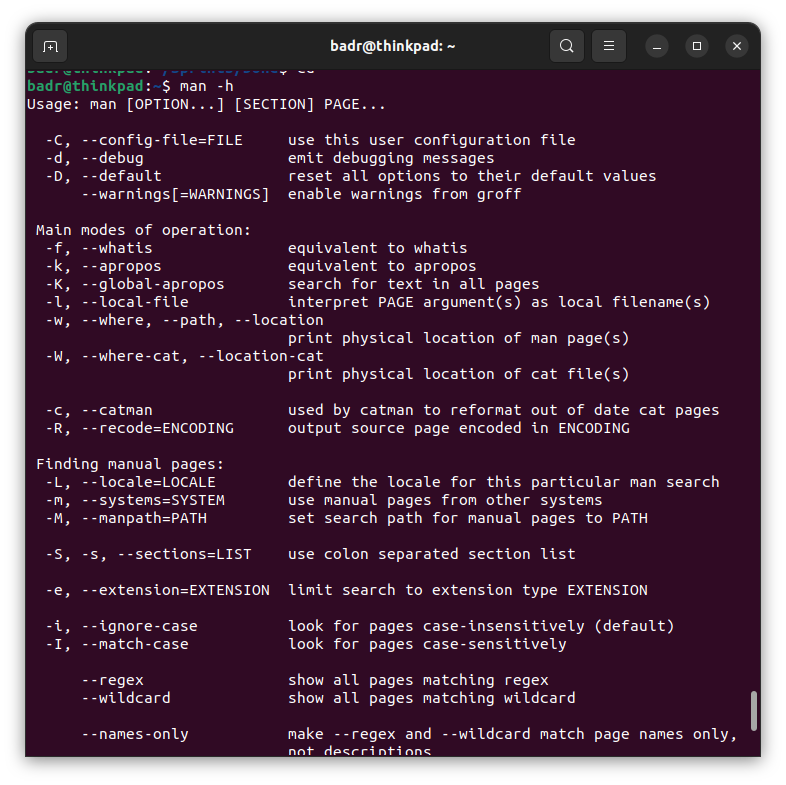 badr@thinkpad: ~
badr@thinkpad:~$ man -h
Usage: man [OPTION...] [SECTION] PAGE...
-C, --config-file=FILE     use this user configuration file
-d, --debug                emit debugging messages
-D, --default              reset all options to their default values
    --warnings[=WARNINGS]  enable warnings from groff
Main modes of operation:
-f, --whatis               equivalent to whatis
-k, --apropos              equivalent to apropos
-K, --global-apropos       search for text in all pages
-l, --local-file           interpret PAGE argument(s) as local filename(s)
-w, --where, --path, --location
                           print physical location of man page(s)
-W, --where-cat, --location-cat
                           print physical location of cat file(s)
-c, --catman               used by catman to reformat out of date cat pages
-R, --recode=ENCODING      output source page encoded in ENCODING
Finding manual pages:
-L, --locale=LOCALE        define the locale for this particular man search
-m, --systems=SYSTEM       use manual pages from other systems
-M, --manpath=PATH         set search path for manual pages to PATH
-S, -s, --sections=LIST    use colon separated section list
-e, --extension=EXTENSION  limit search to extension type EXTENSION
-i, --ignore-case          look for pages case-insensitively (default)
-I, --match-case           look for pages case-sensitively
    --regex                show all pages matching regex
    --wildcard             show all pages matching wildcard
    --names-only           make --regex and --wildcard match page names only,
                           not descriptions